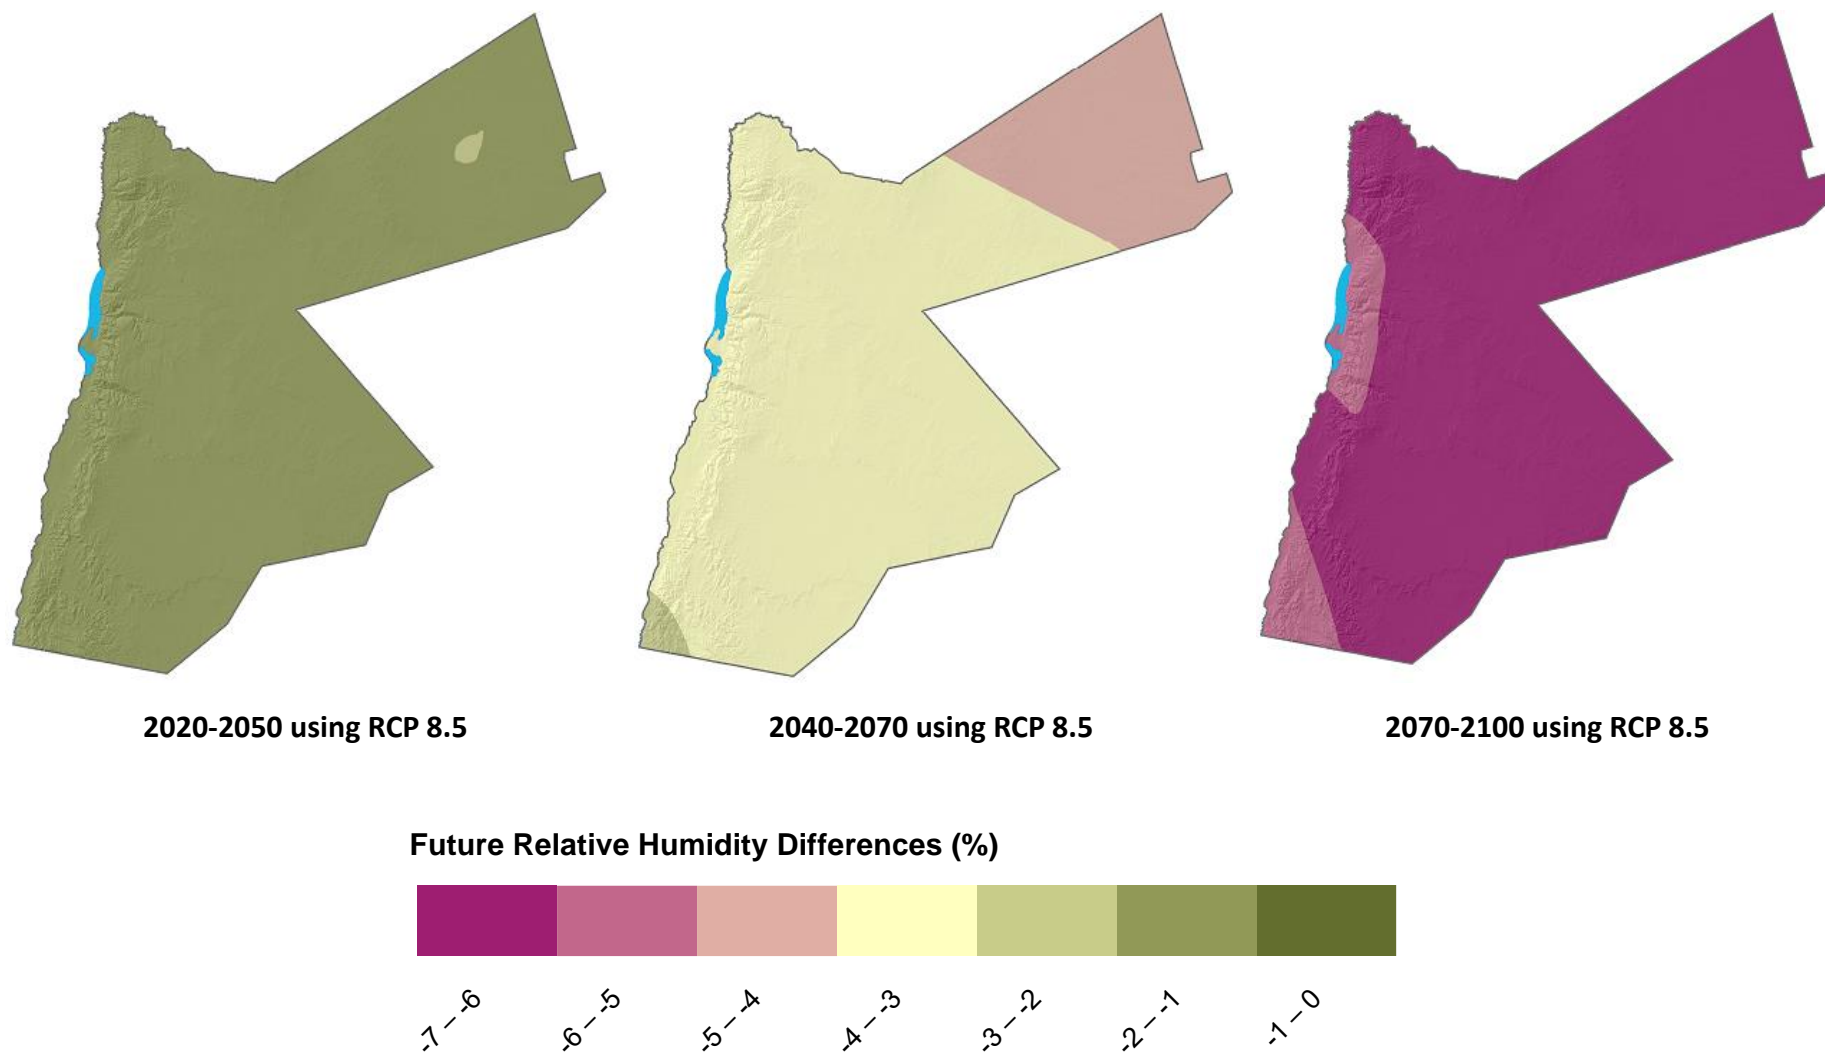 2020-2050 using RCP 8.5
2040-2070 using RCP 8.5
2070-2100 using RCP 8.5
Future Relative Humidity Differences (%)
-7 – -6
-6 – -5
-5 – -4
-4 – -3
-3 – -2
-2 – -1
-1 – 0